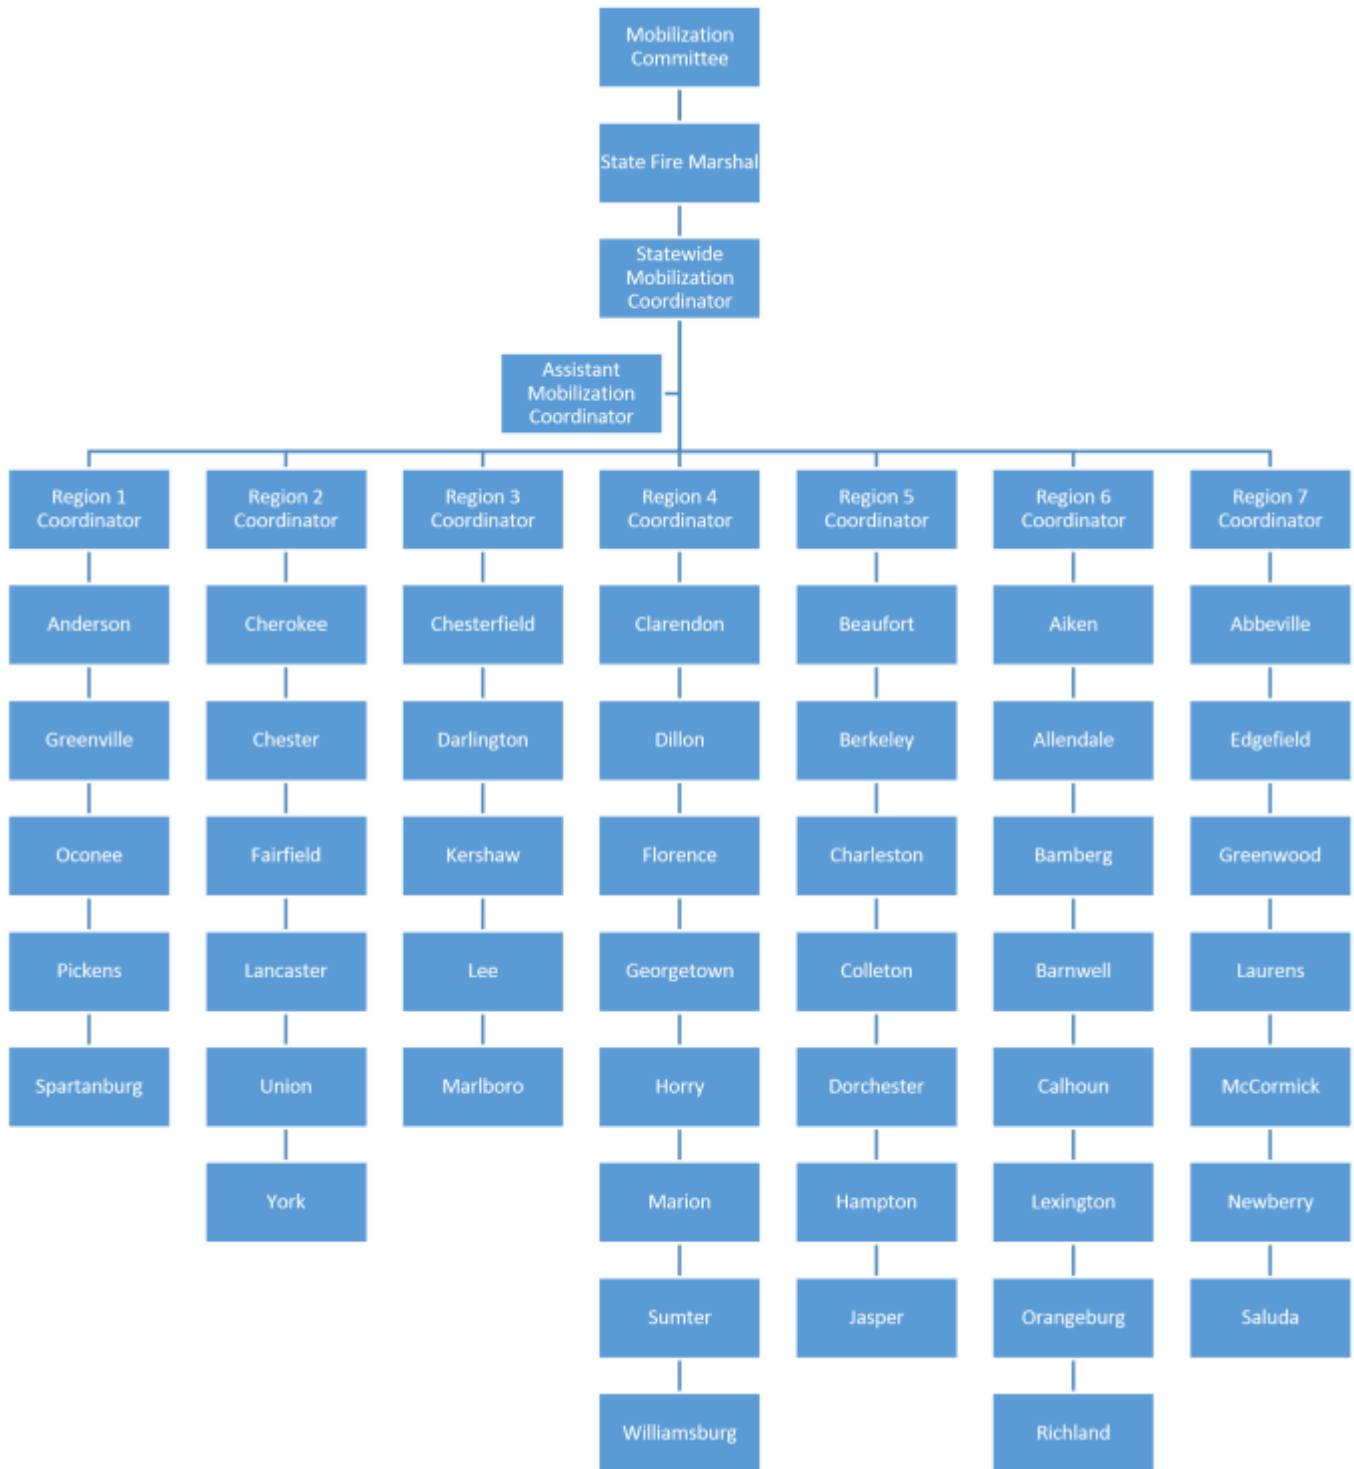 Mobilization
Committee
State Fire Marshal
Statewide
Mobilization
Coordinator
Assistant
Mobilization
Coordinator
Region 1
Coordinator
Region 2
Coordinator
Region 3
Coordinator
Region 4
Coordinator
Region 5
Coordinator
Region 6
Coordinator
Region 7
Coordinator
Anderson
Cherokee
Chesterfield
Clarendon
Beaufort
Aiken
Abbeville
Greenville
Chester
Darlington
Dillon
Berkeley
Allendale
Edgefield
Oconee
Fairfield
Kershaw
Florence
Charleston
Bamberg
Greenwood
Pickens
Lancaster
Lee
Georgetown
Colleton
Barnwell
Laurens
Spartanburg
Union
Marlboro
Horry
Dorchester
Calhoun
McCormick
York
Marion
Hampton
Lexington
Newberry
Sumter
Jasper
Orangeburg
Saluda
Williamsburg
Richland